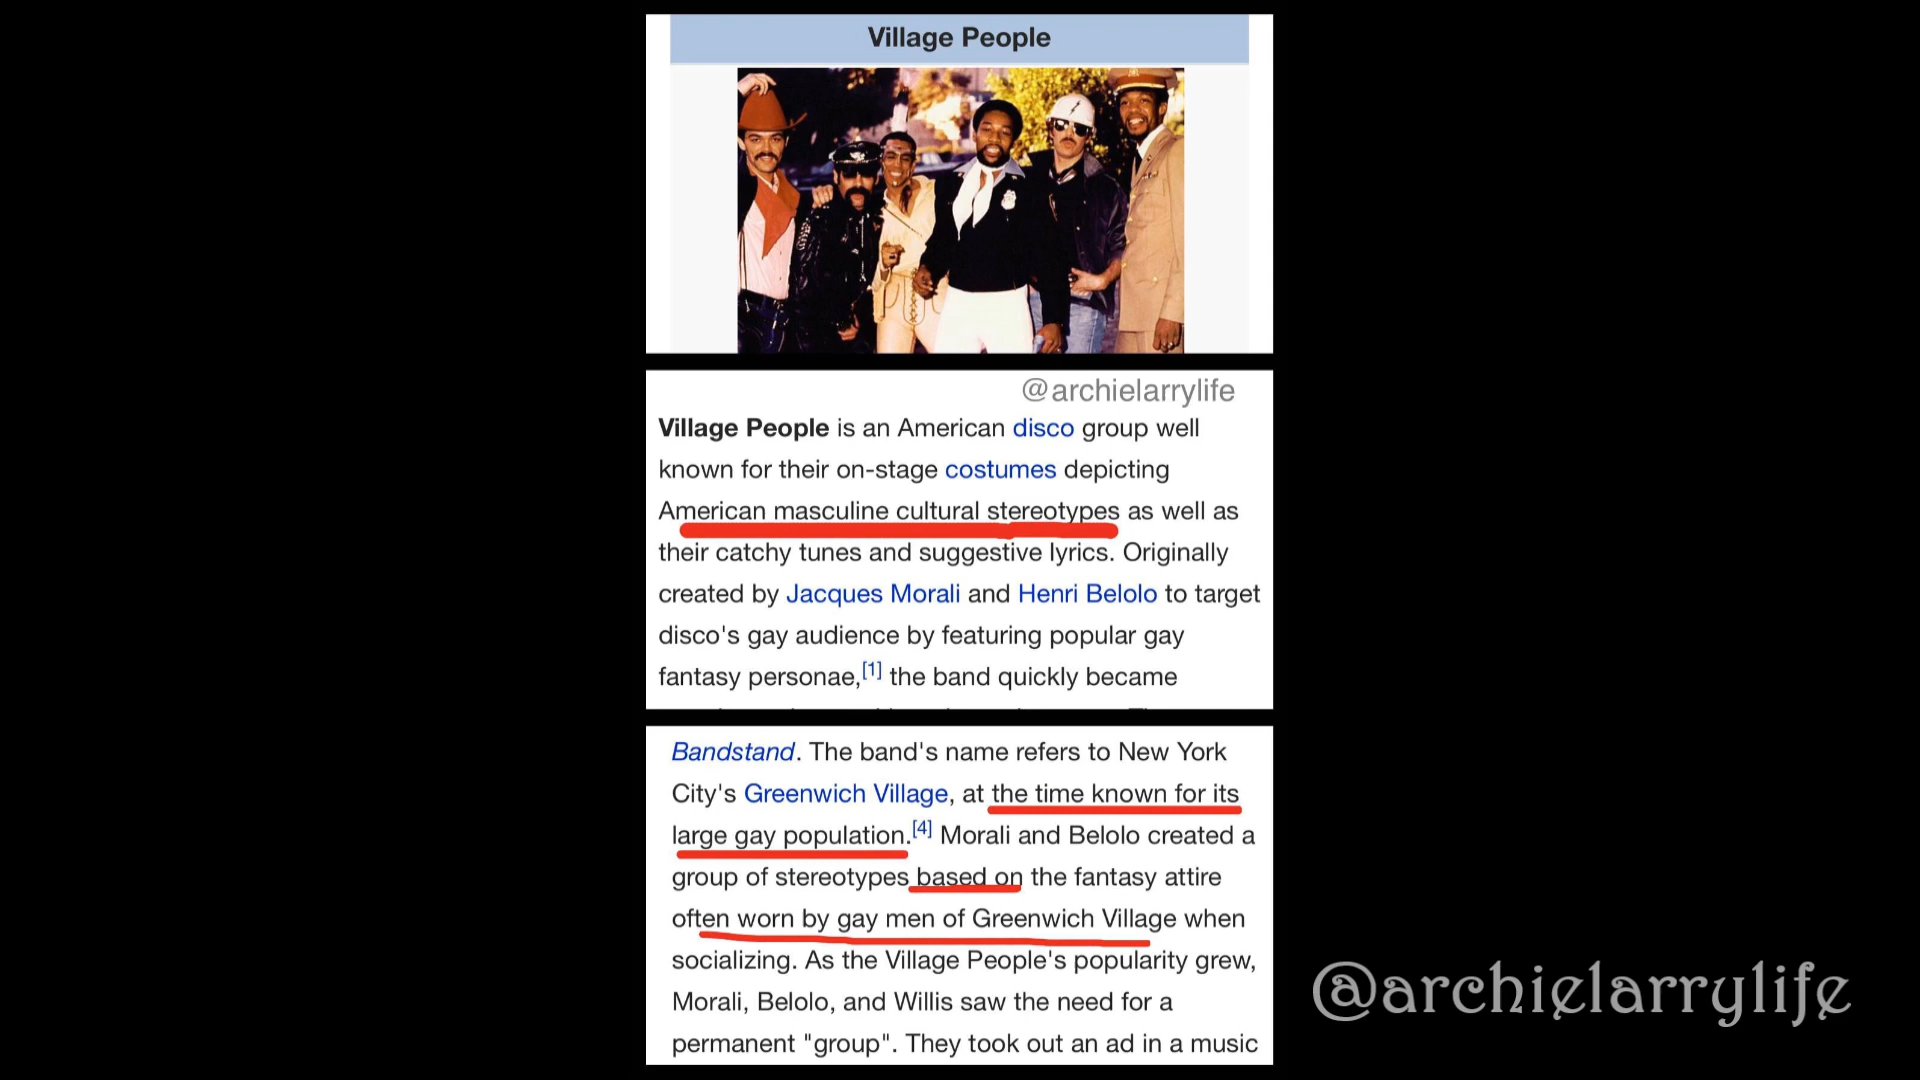 Village People
@archielarrylife
Village People is an American disco group well
known for their on-stage costumes depicting
American masculine cultural stereotypes as well as
their catchy tunes and suggestive lyrics. Originally
created by Jacques Morali and Henri Belolo to target
disco's gay audience by featuring popular gay
fantasy personae,[1] the band quickly became
Bandstand. The band's name refers to New York
City's Greenwich Village, at the time known for its
large gay population.[4] Morali and Belolo created a
group of stereotypes based on the fantasy attire
often worn by gay men of Greenwich Village when
socializing. As the Village People's popularity grew,
Morali, Belolo, and Willis saw the need for a
permanent "group". They took out an ad in a music
@archielarrylife